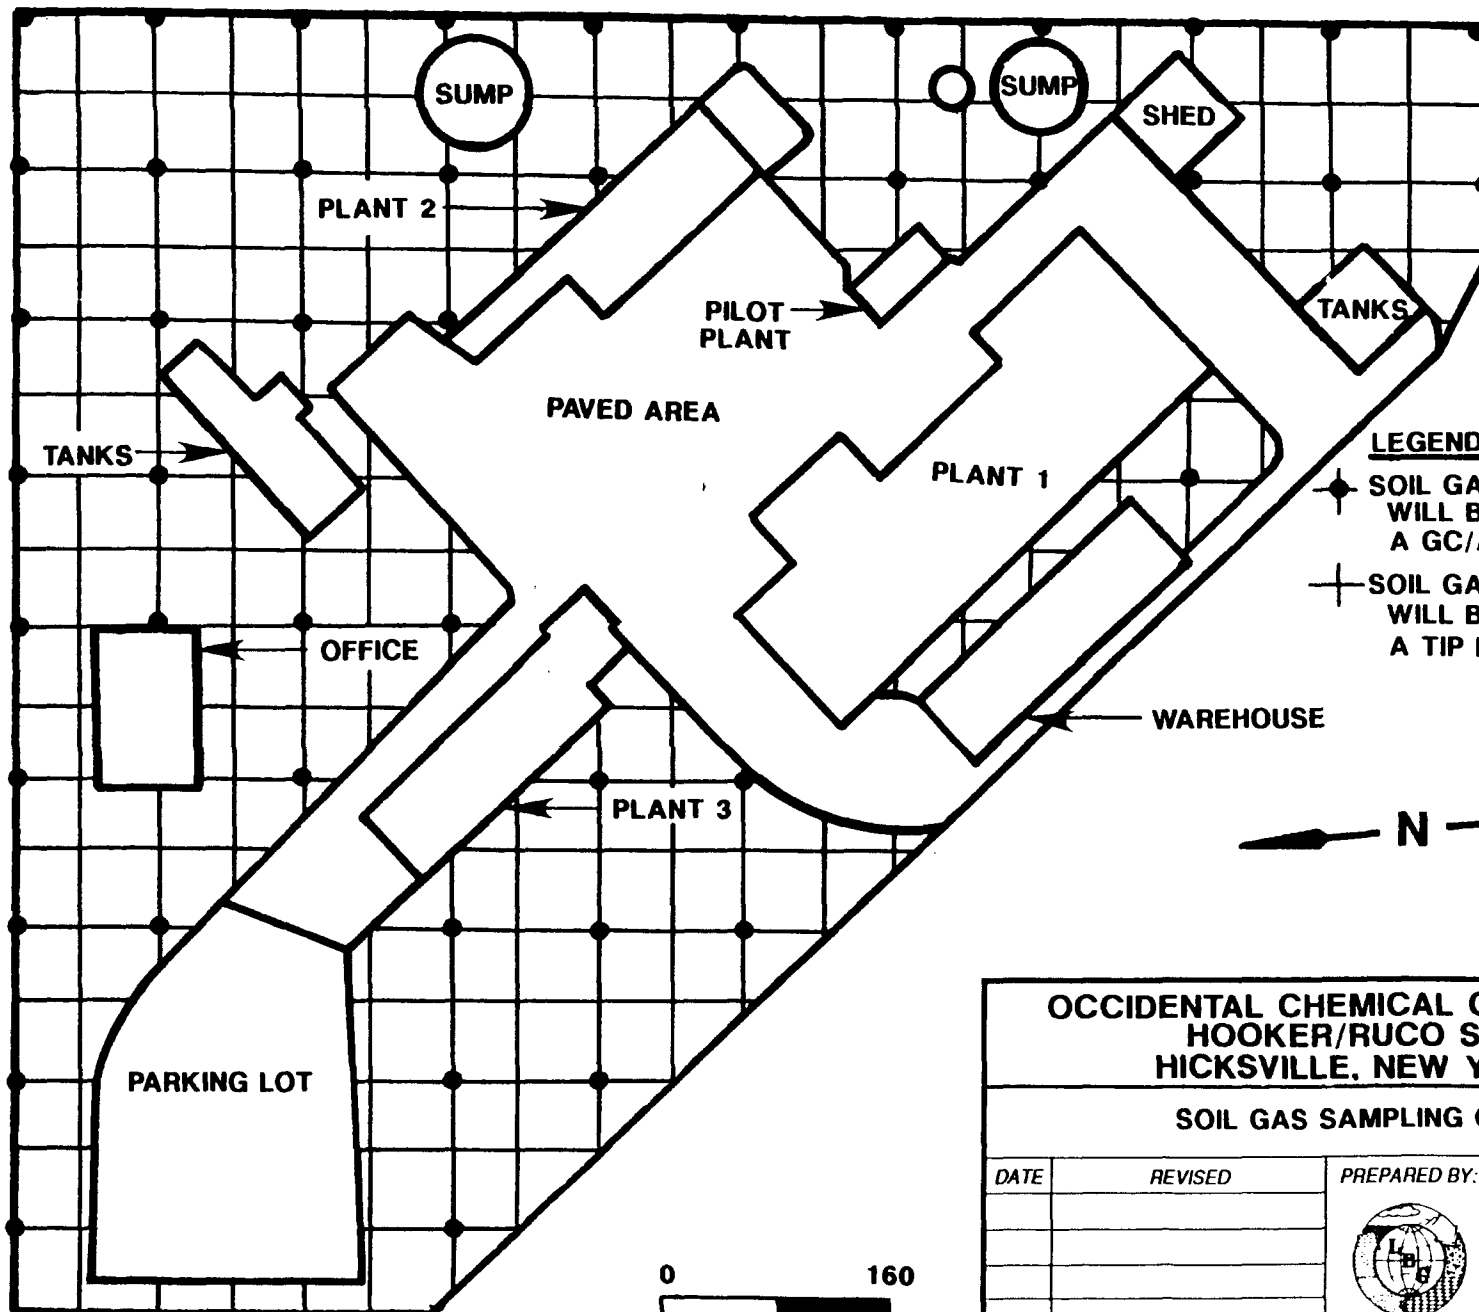 SUMP
SUMP
SHED
PLANT 2
PILOT
PLANT
TANKS
PAVED AREA
TANKS
PLANT 1
LEGEND
SOIL GA
WILL B
A GC/
SOIL GA
WILL B
A TIP
OFFICE
WAREHOUSE
PLANT 3
N
PARKING LOT
OCCIDENTAL CHEMICAL
HOOKER/RUCO S
HICKSVILLE, NEW Y
SOIL GAS SAMPLING
DATE REVISED PREPARED BY:
LBG
0 160